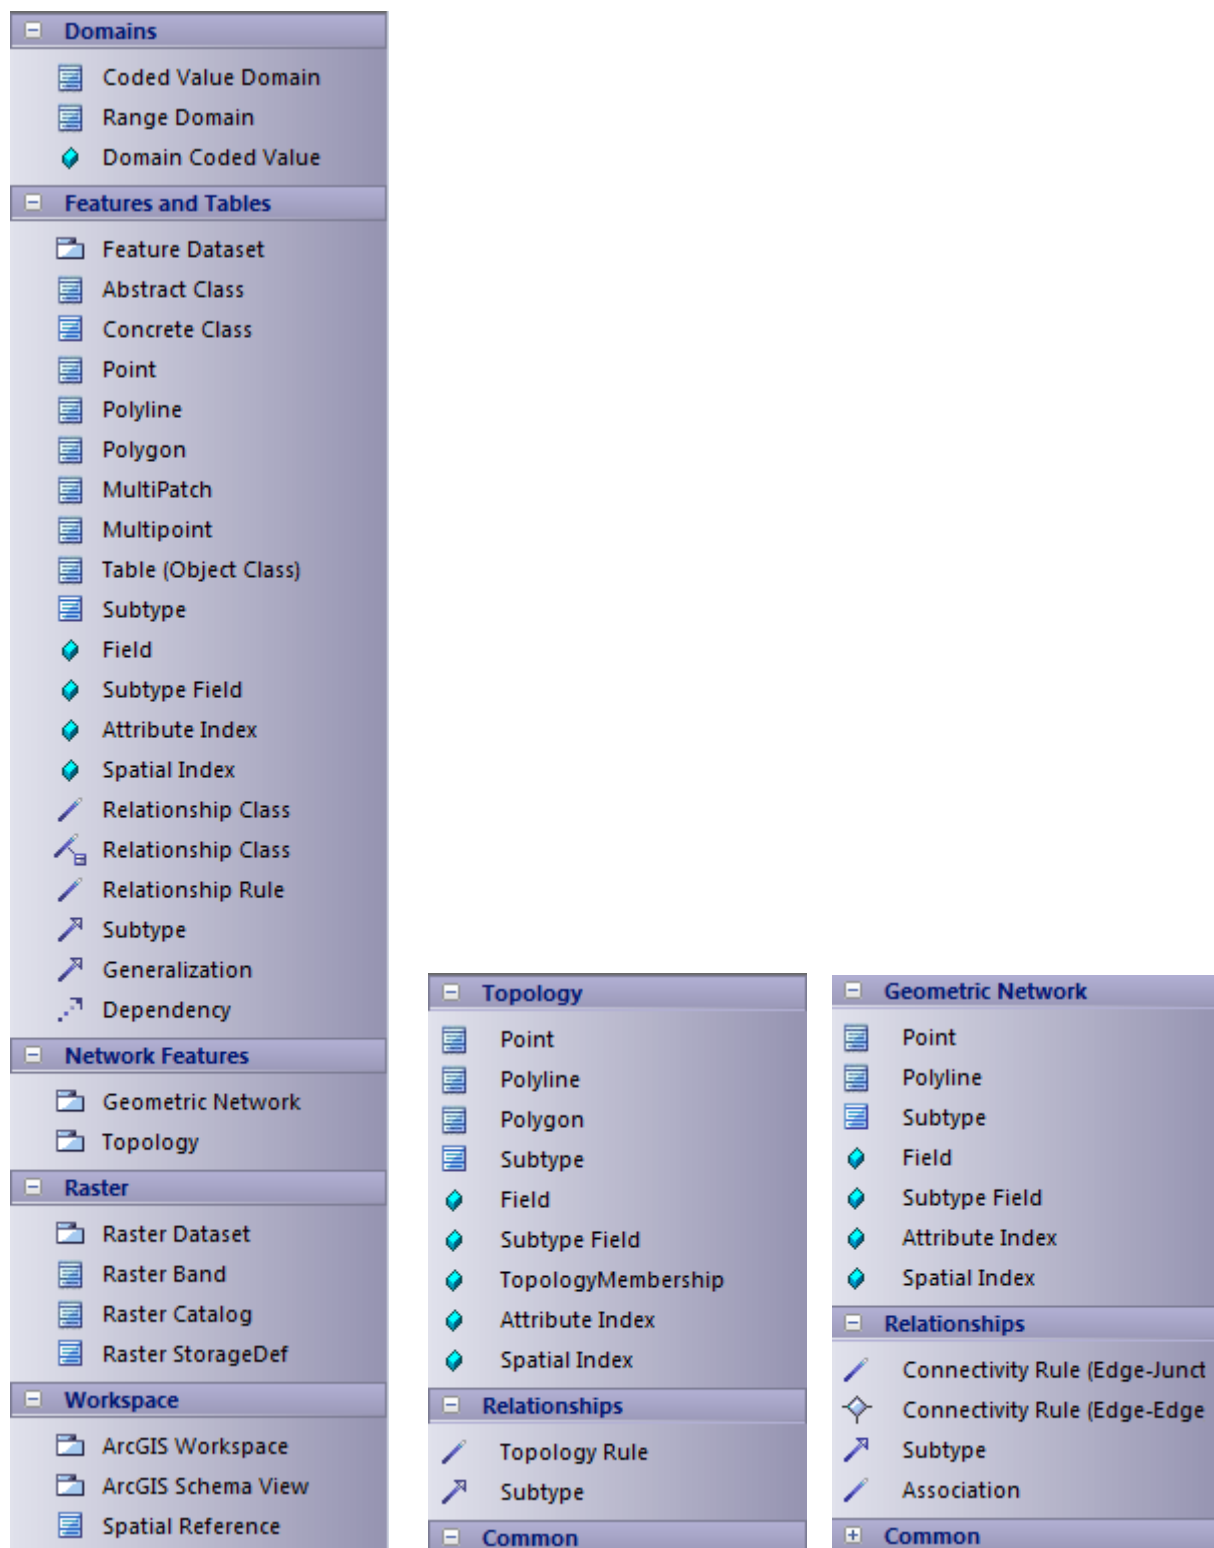 Domains
Coded Value Domain
Range Domain
Domain Coded Value
Features and Tables
Feature Dataset
Abstract Class
Concrete Class
Point
Polyline
Polygon
MultiPatch
Multipoint
Table (Object Class)
Subtype
Field
Subtype Field
Attribute Index
Spatial Index
Relationship Class
Relationship Class
Relationship Rule
Subtype
Generalization
Dependency
Network Features
Geometric Network
Topology
Raster
Raster Dataset
Raster Band
Raster Catalog
Raster StorageDef
Workspace
ArcGIS Workspace
ArcGIS Schema View
Spatial Reference
Topology
Point
Polyline
Polygon
Subtype
Field
Subtype Field
TopologyMembership
Attribute Index
Spatial Index
Relationships
Topology Rule
Subtype
Common
Geometric Network
Point
Polyline
Subtype
Field
Subtype Field
Attribute Index
Spatial Index
Relationships
Connectivity Rule (Edge-Junct
Connectivity Rule (Edge-Edge
Subtype
Association
Common